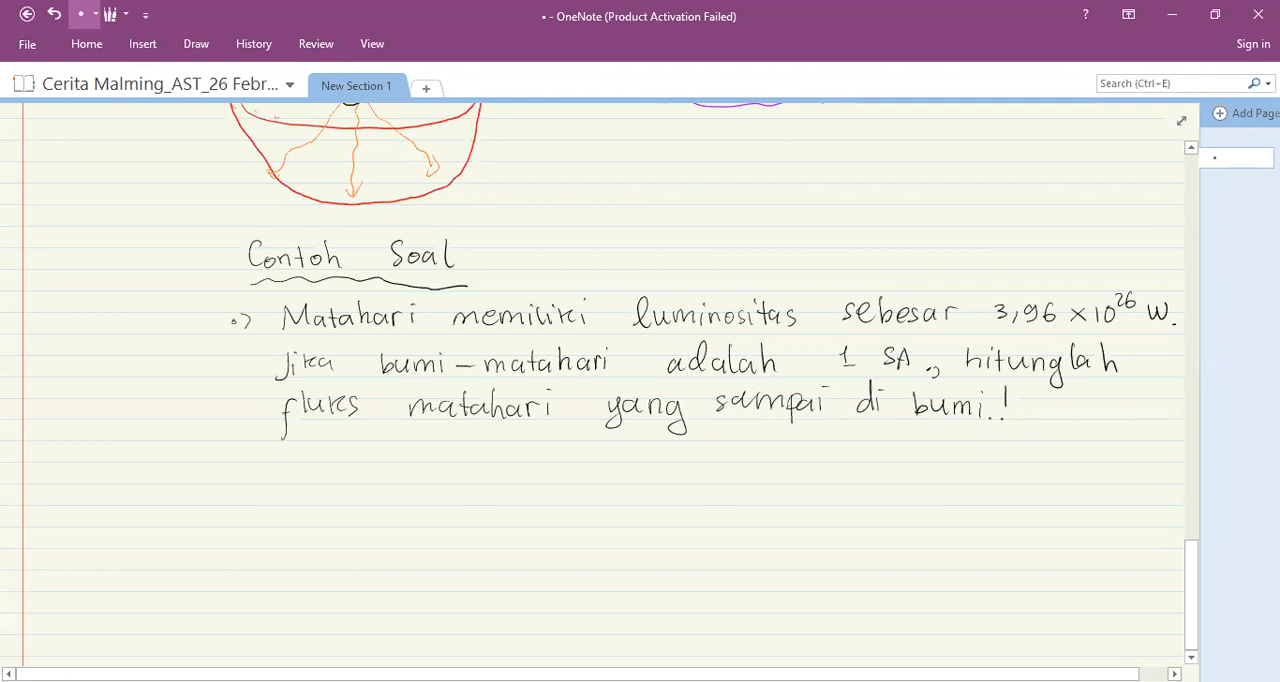 • - OneNote (Product Activation Failed)
?
File Home Insert Draw History Review View Sign in
Cerita Malming_AST_26 Febr... New Section 1 + Search (Ctrl+E)
Add Page
Contoh Soal
Matahari memiliki luminositas sebesar 3,96 × 10²⁶ W.
Jika bumi - matahari adalah 1 SA, hitunglah
fluks matahari yang sampai di bumi.!